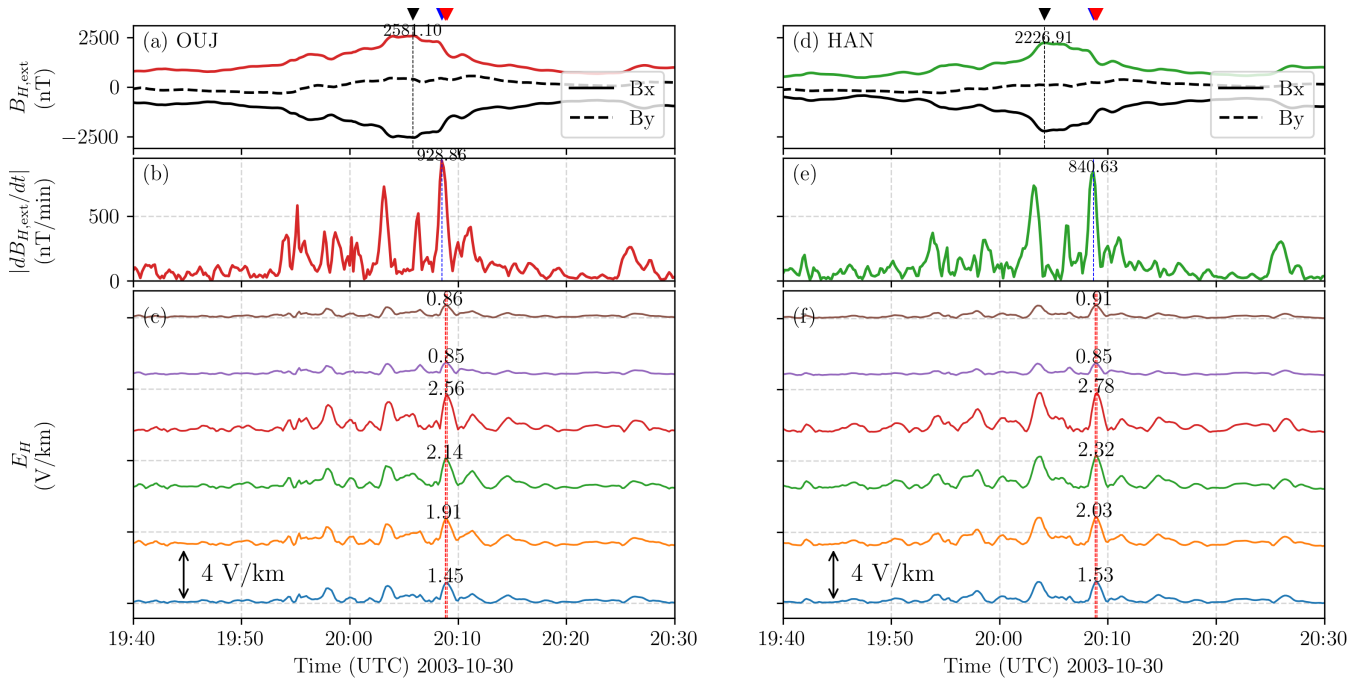 (a) OUJ
2581.10
B_{H,ext}
(nT)
2500
0
−2500
Bx
By
(b)
928.86
|dB_{H,ext}/dt|
(nT/min)
500
0
(c)
0.86
0.85
2.56
2.14
1.91
1.45
E_H
(V/km)
4 V/km
19:40
19:50
20:00
20:10
20:20
20:30
Time (UTC) 2003-10-30
(d) HAN
2226.91
Bx
By
(e)
840.63
(f)
0.91
0.85
2.78
2.32
2.03
1.53
4 V/km
19:40
19:50
20:00
20:10
20:20
20:30
Time (UTC) 2003-10-30